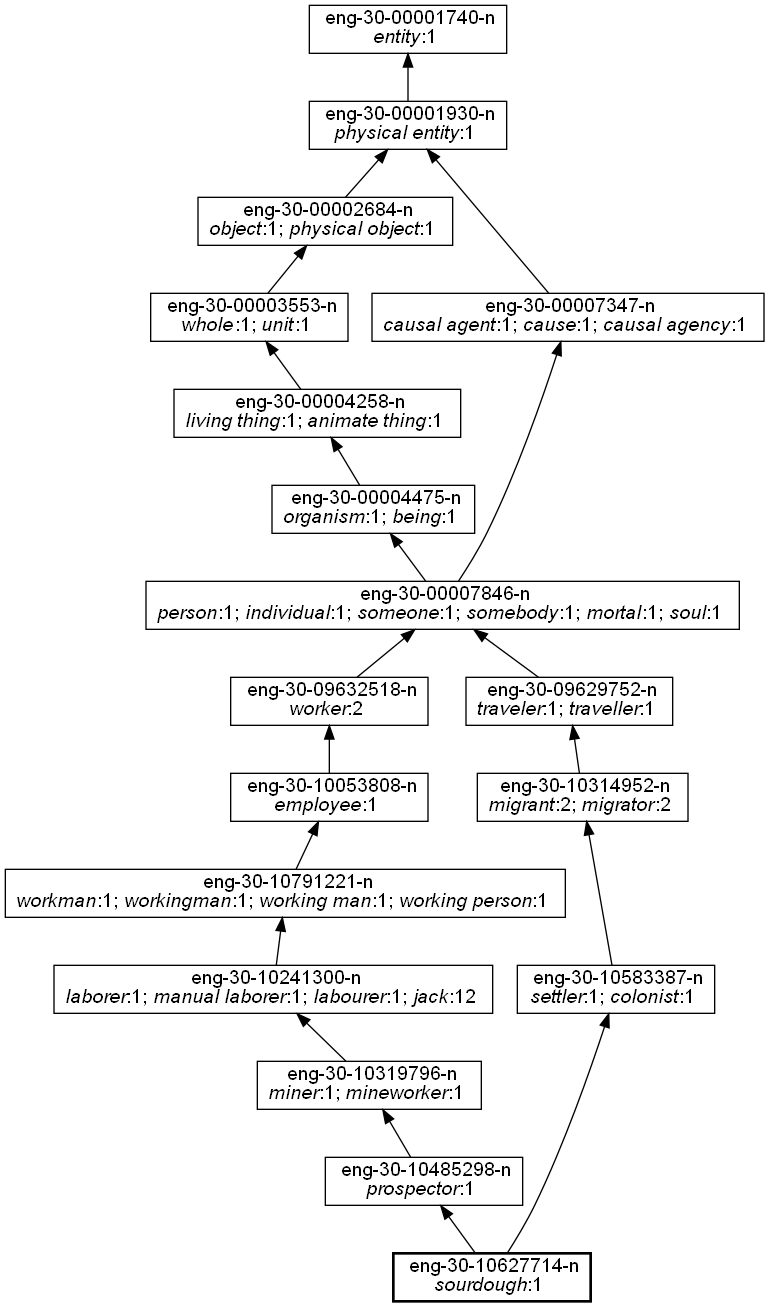 eng-30-00001740-n
entity:1
eng-30-00001930-n
physical entity:1
eng-30-00002684-n
object:1; physical object:1
eng-30-00003553-n
whole:1; unit:1
eng-30-00007347-n
causal agent:1; cause:1; causal agency:1
eng-30-00004258-n
living thing:1; animate thing:1
eng-30-00004475-n
organism:1; being:1
eng-30-00007846-n
person:1; individual:1; someone:1; somebody:1; mortal:1; soul:1
eng-30-09632518-n
worker:2
eng-30-09629752-n
traveler:1; traveller:1
eng-30-10053808-n
employee:1
eng-30-10314952-n
migrant:2; migrator:2
eng-30-10791221-n
workman:1; workingman:1; working man:1; working person:1
eng-30-10241300-n
laborer:1; manual laborer:1; labourer:1; jack:12
eng-30-10583387-n
settler:1; colonist:1
eng-30-10319796-n
miner:1; mineworker:1
eng-30-10485298-n
prospector:1
eng-30-10627714-n
sourdough:1